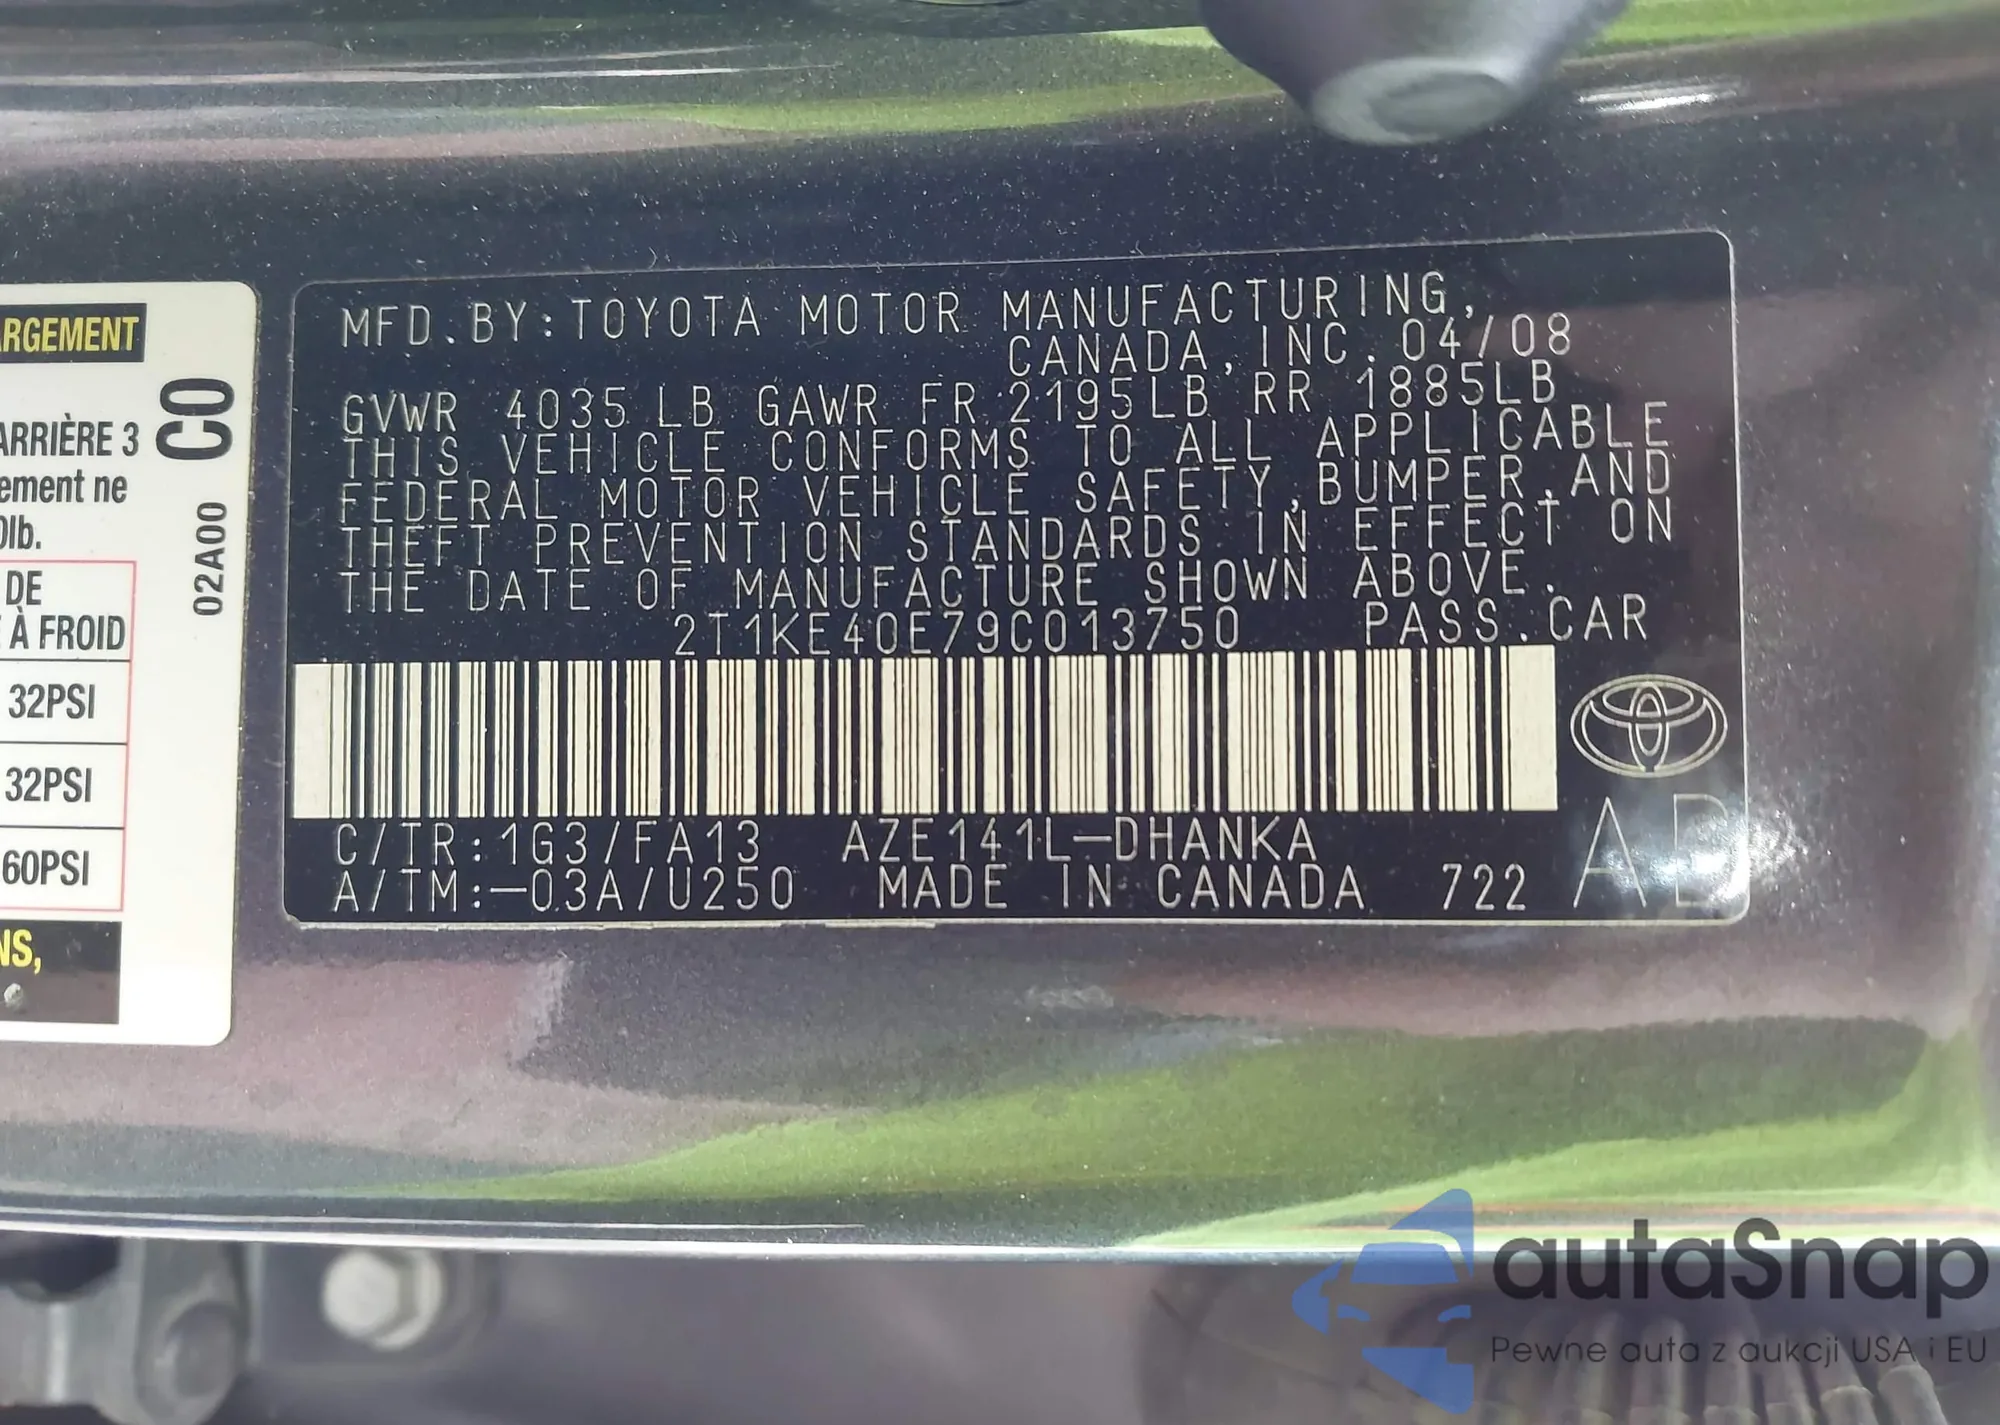 ARGEMENT
ARRIÈRE 3
ement ne
0lb.
DE
À FROID
32PSI
32PSI
60PSI
NS,
C0
02A00
MFD.BY:TOYOTA MOTOR MANUFACTURING,
CANADA,INC. 04/08
GVWR 4035LB GAWR FR 2195LB RR 1885LB
THIS VEHICLE CONFORMS TO ALL APPLICABLE
FEDERAL MOTOR VEHICLE SAFETY,BUMPER,AND
THEFT PREVENTION STANDARDS IN EFFECT ON
THE DATE OF MANUFACTURE SHOWN ABOVE.
2T1KE40E79C013750 PASS.CAR
C/TR:1G3/FA13 AZE141L-DHANKA
A/TM:-03A/U250 MADE IN CANADA 722
AD
autaSnap
Pewne auta z aukcji USA i EU